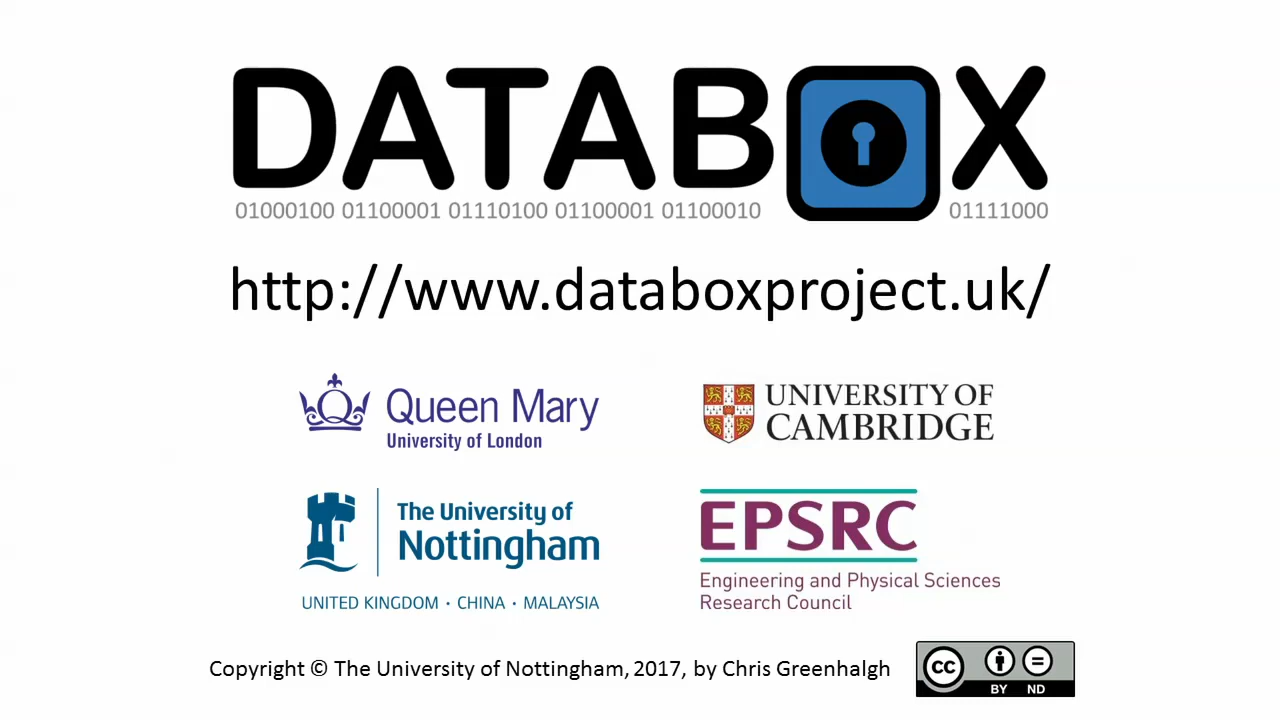 DATABOX
01000100 01100001 01110100 01100001 01100010 01111000
http://www.databoxproject.uk/
Queen Mary
University of London
UNIVERSITY OF
CAMBRIDGE
The University of
Nottingham
UNITED KINGDOM · CHINA · MALAYSIA
EPSRC
Engineering and Physical Sciences
Research Council
Copyright © The University of Nottingham, 2017, by Chris Greenhalgh
cc
BY ND